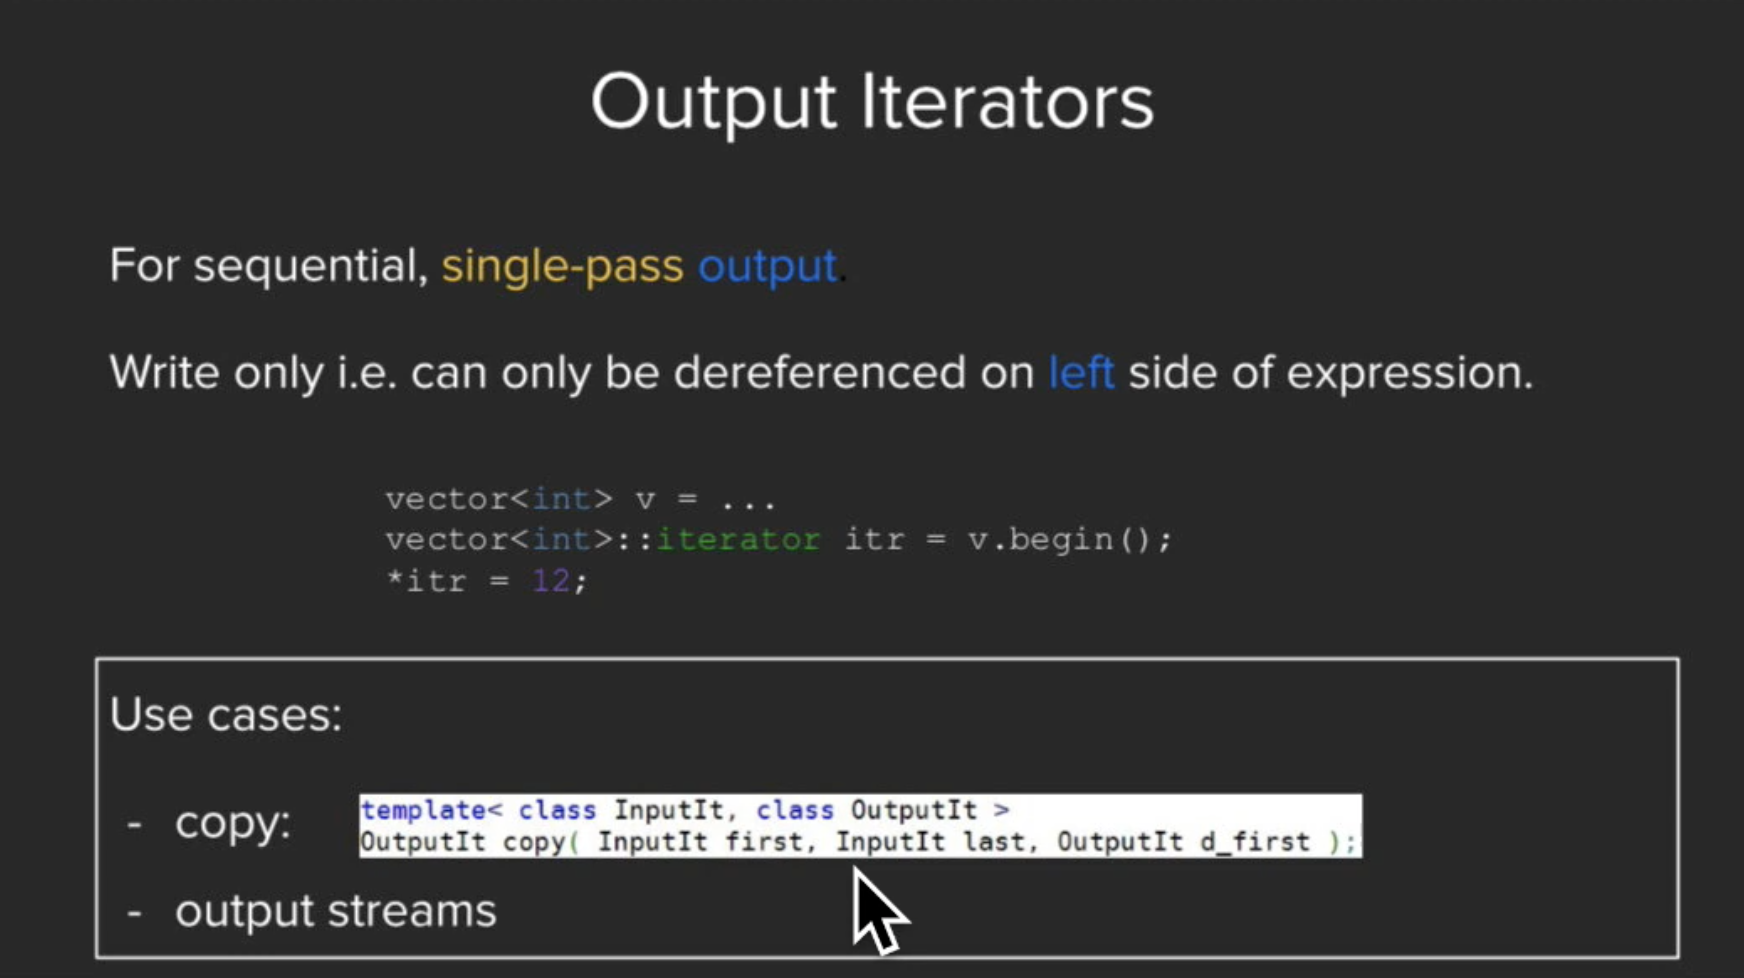 Output Iterators
For sequential, single-pass output.
Write only i.e. can only be dereferenced on left side of expression.
vector<int> v = ...
vector<int>::iterator itr = v.begin();
*itr = 12;
Use cases:
- copy:
template< class InputIt, class OutputIt >
OutputIt copy( InputIt first, InputIt last, OutputIt d_first );
- output streams